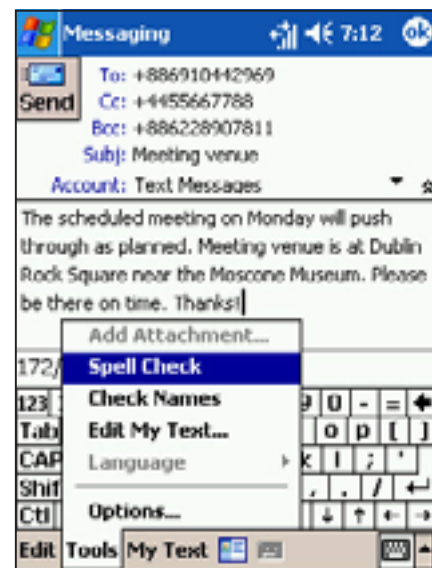 Messaging 7:12 ok
Send
To: +886910442969
Cc: +4455667788
Bcc: +886228907811
Subj: Meeting venue
Account: Text Messages
The scheduled meeting on Monday will push
through as planned. Meeting venue is at Dublin
Rock Square near the Moscone Museum. Please
be there on time. Thanks!
Add Attachment...
172/
Spell Check
Check Names
Edit My Text...
Language
Options...
123 9 0 - =
Tab o p [ ]
CAP k l ; '
Shif , . /
Ctl
Edit Tools My Text